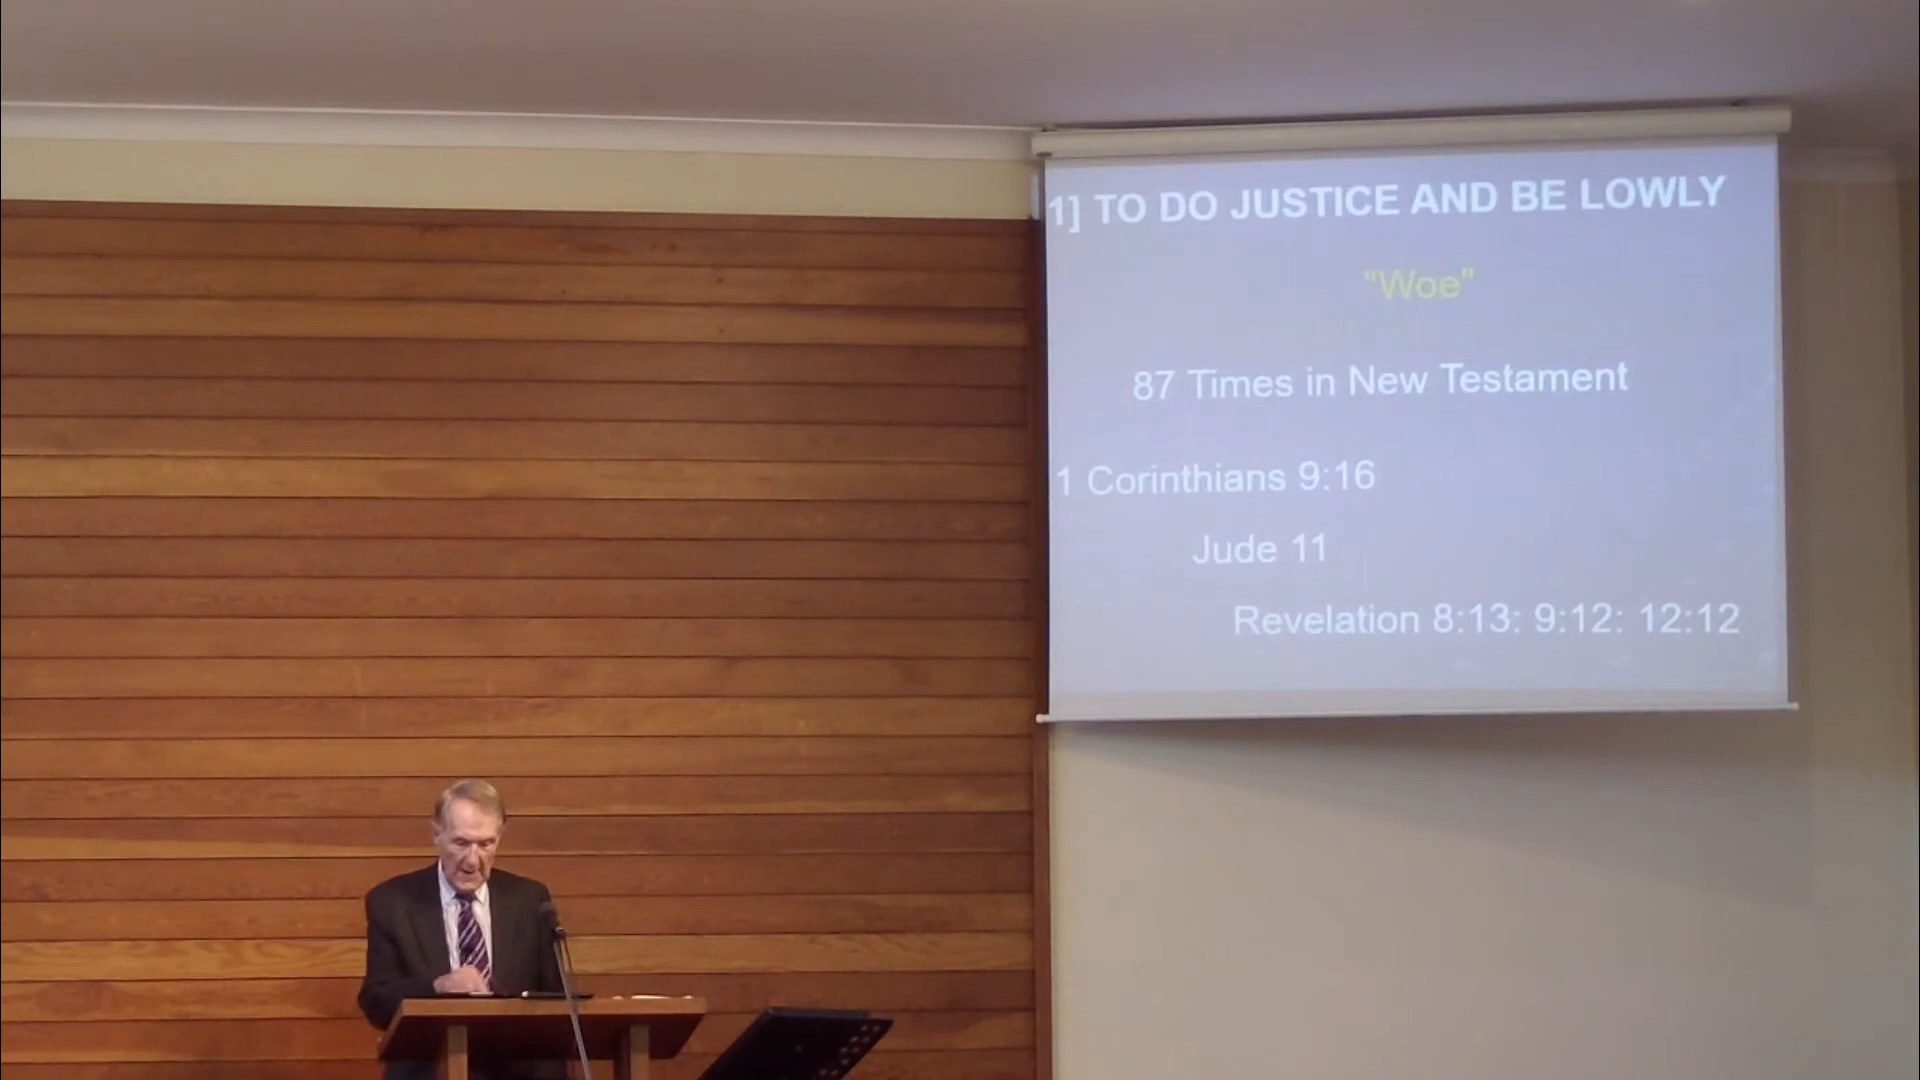 1] TO DO JUSTICE AND BE LOWLY
"Woe"
87 Times in New Testament
1 Corinthians 9:16
Jude 11
Revelation 8:13: 9:12: 12:12